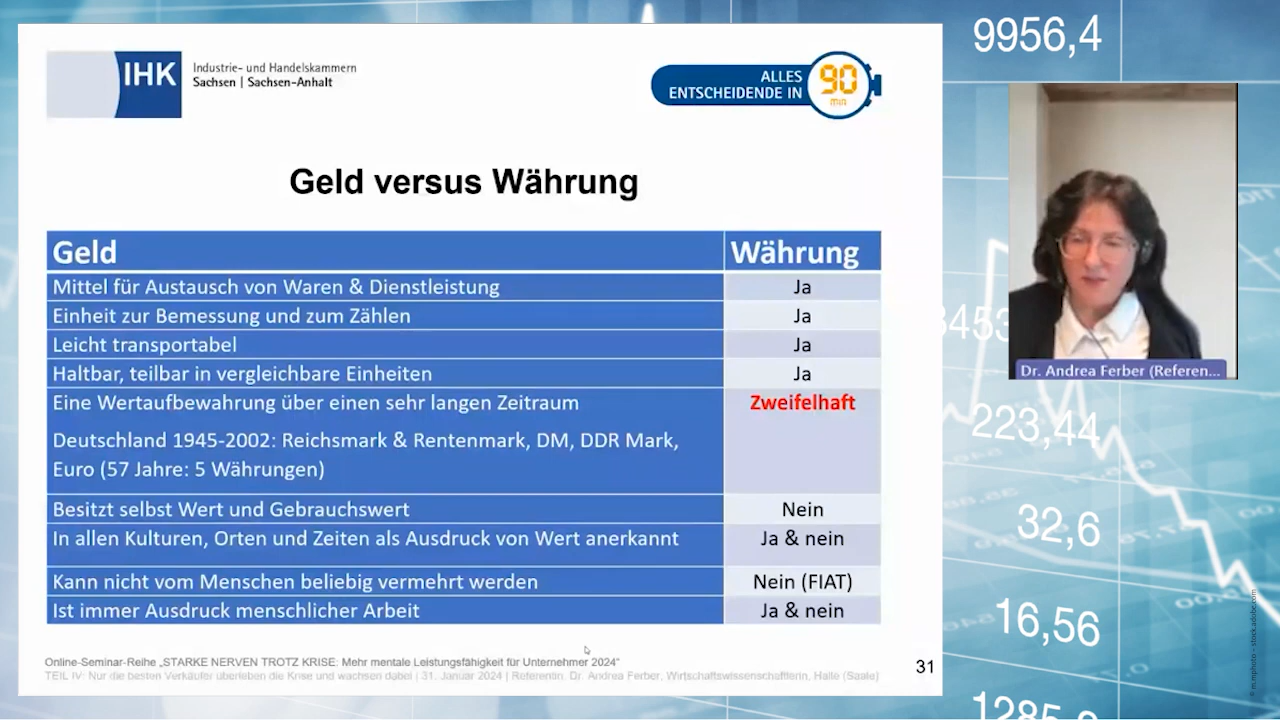 IHK
Industrie- und Handelskammern
Sachsen | Sachsen-Anhalt
ALLES
ENTSCHEIDENDE IN
90
min
Geld versus Währung
Geld Währung
Mittel für Austausch von Waren & Dienstleistung Ja
Einheit zur Bemessung und zum Zählen Ja
Leicht transportabel Ja
Haltbar, teilbar in vergleichbare Einheiten Ja
Eine Wertaufbewahrung über einen sehr langen Zeitraum Zweifelhaft
Deutschland 1945-2002: Reichsmark & Rentenmark, DM, DDR Mark,
Euro (57 Jahre: 5 Währungen)
Besitzt selbst Wert und Gebrauchswert Nein
In allen Kulturen, Orten und Zeiten als Ausdruck von Wert anerkannt Ja & nein
Kann nicht vom Menschen beliebig vermehrt werden Nein (FIAT)
Ist immer Ausdruck menschlicher Arbeit Ja & nein
Online-Seminar-Reihe „STARKE NERVEN TROTZ KRISE: Mehr mentale Leistungsfähigkeit für Unternehmer 2024“
TEIL IV: Nur die besten Verkäufer überleben die Krise und wachsen dabei | 31. Januar 2024 | Referentin: Dr. Andrea Ferber, Wirtschaftswissenschaftlerin, Halle (Saale)
31
9956,4
Dr. Andrea Ferber (Referen...
223,44
32,6
16,56
© m.mphoto - stock.adobe.com